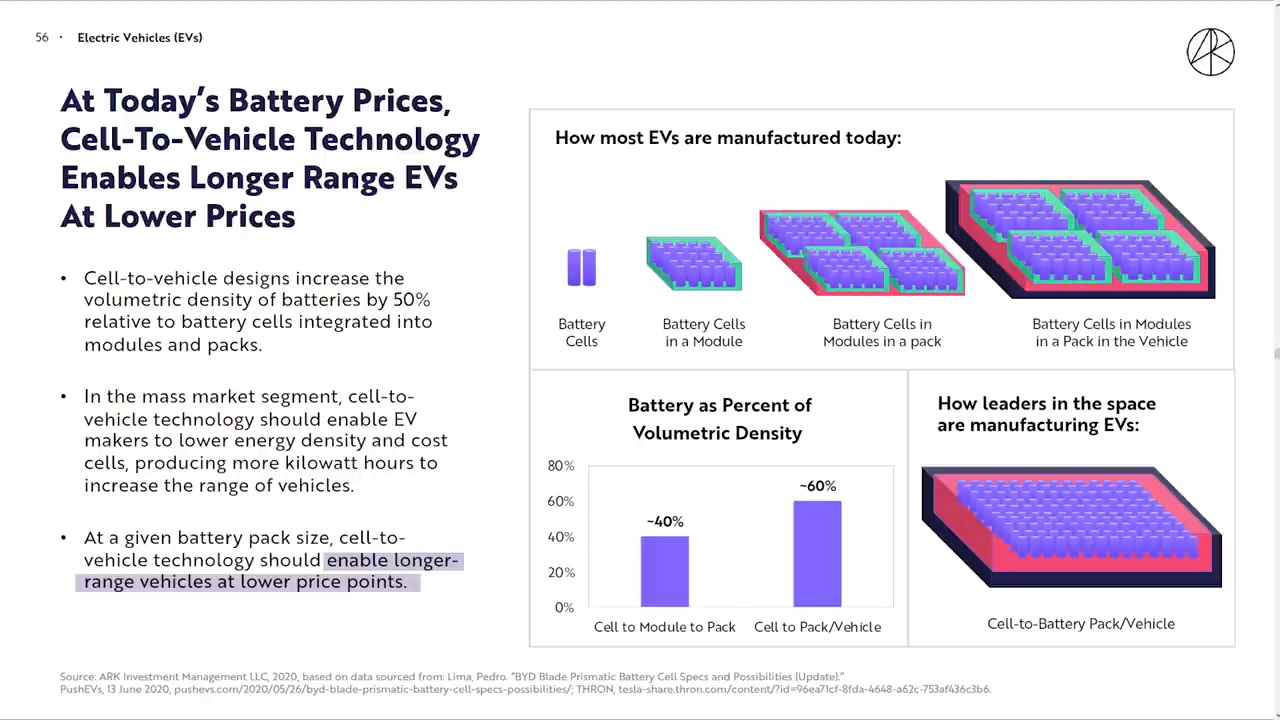 56 · Electric Vehicles (EVs)
ARK
At Today's Battery Prices,
Cell-To-Vehicle Technology
Enables Longer Range EVs
At Lower Prices
• Cell-to-vehicle designs increase the
volumetric density of batteries by 50%
relative to battery cells integrated into
modules and packs.
• In the mass market segment, cell-to-
vehicle technology should enable EV
makers to lower energy density and cost
cells, producing more kilowatt hours to
increase the range of vehicles.
• At a given battery pack size, cell-to-
vehicle technology should enable longer-
range vehicles at lower price points.
How most EVs are manufactured today:
Battery
Cells
Battery Cells
in a Module
Battery Cells in
Modules in a pack
Battery Cells in Modules
in a Pack in the Vehicle
Battery as Percent of
Volumetric Density
80%
60%
40%
20%
0%
~40%
~60%
Cell to Module to Pack
Cell to Pack/Vehicle
How leaders in the space
are manufacturing EVs:
Cell-to-Battery Pack/Vehicle
Source: ARK Investment Management LLC, 2020, based on data sourced from: Lima, Pedro. "BYD Blade Prismatic Battery Cell Specs and Possibilities (Update)."
PushEVs, 13 June 2020, pushevs.com/2020/05/26/byd-blade-prismatic-battery-cell-specs-possibilities/; THRON, tesla-share.thron.com/content/?id=96ea71cf-8fda-4648-a62c-753af436c3b6.